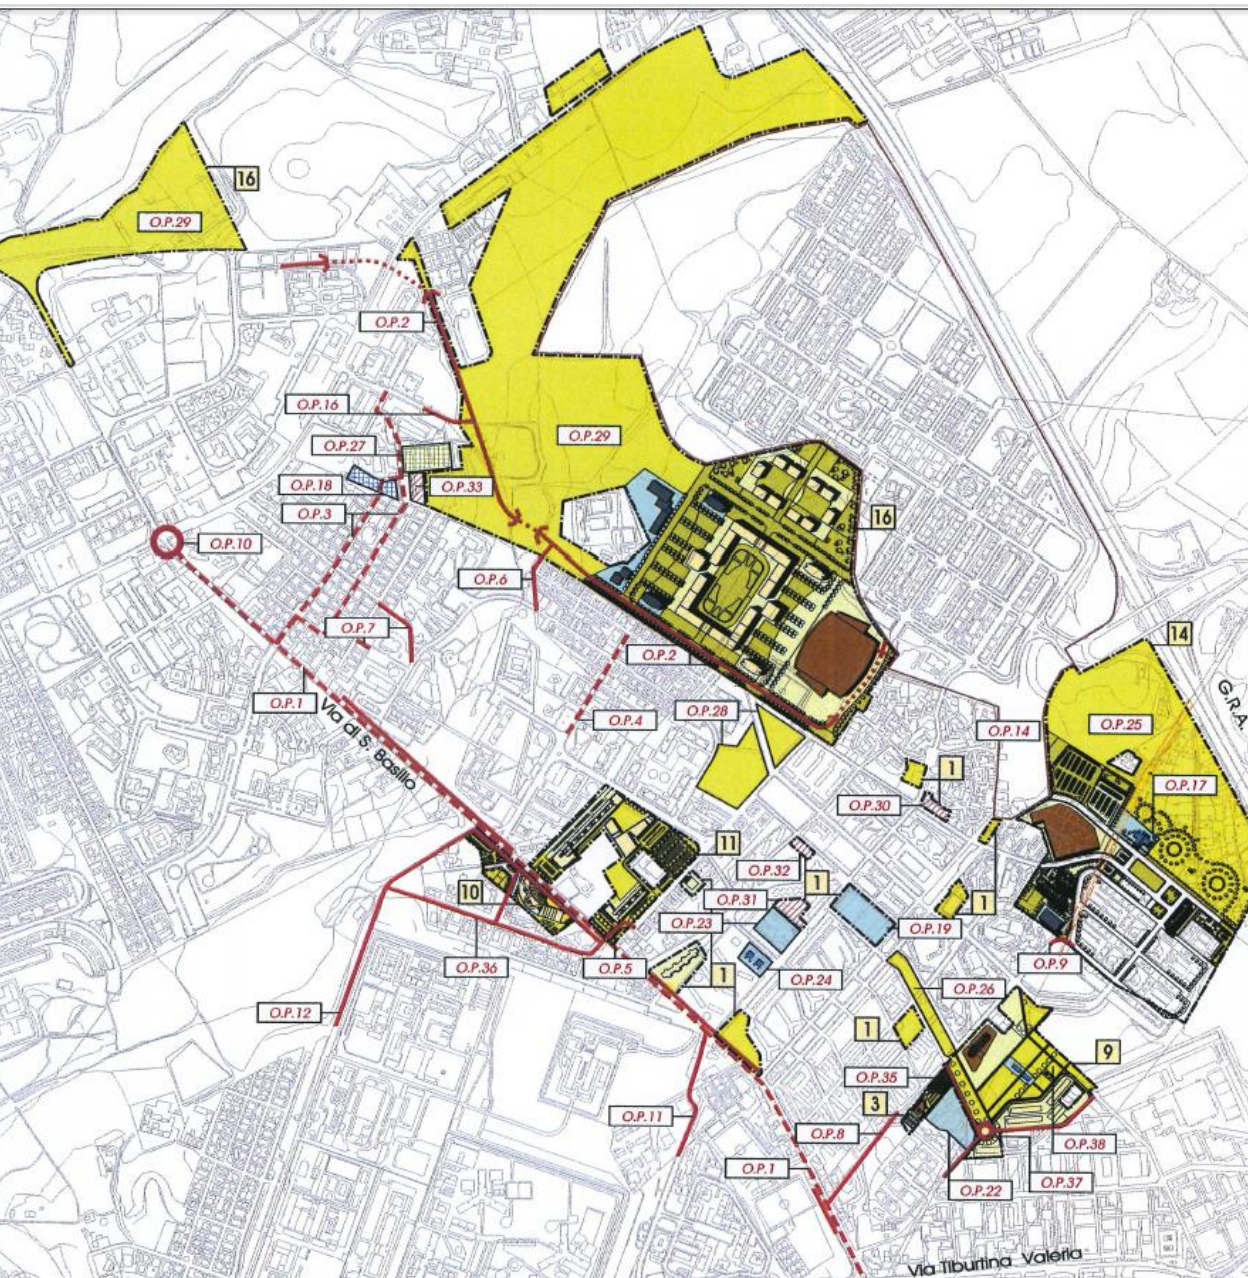 16
O.P.29
O.P.2
O.P.16
O.P.27
O.P.29
O.P.18
O.P.33
O.P.3
16
O.P.10
O.P.6
O.P.7
14
O.P.2
G.R.A.
O.P.1
Via di S. Basilio
O.P.4
O.P.28
O.P.14
O.P.25
1
O.P.17
O.P.30
11
O.P.32
10
1
O.P.31
1
O.P.23
O.P.19
O.P.36
O.P.5
1
O.P.24
O.P.9
O.P.26
O.P.12
1
9
O.P.35
3
O.P.11
O.P.8
O.P.38
O.P.1
O.P.22
O.P.37
Via Tiburtina Valeria